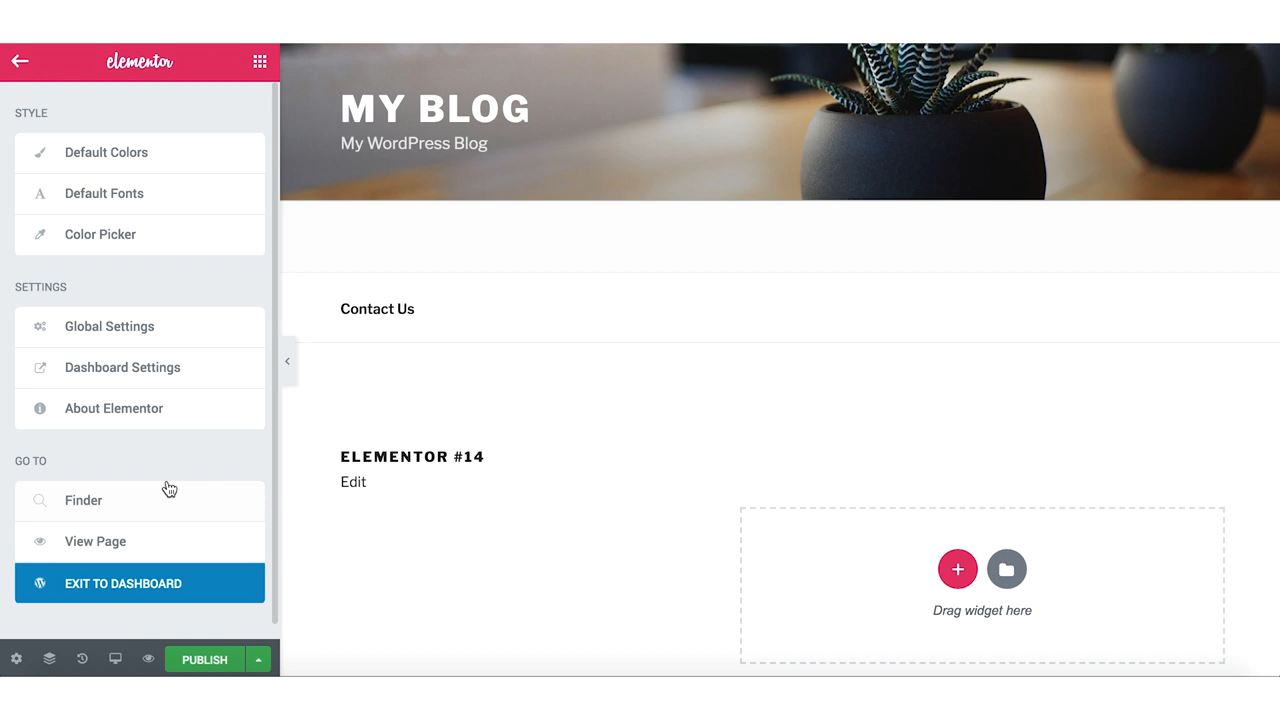 elementor
STYLE
Default Colors
Default Fonts
Color Picker
SETTINGS
Global Settings
Dashboard Settings
About Elementor
GO TO
Finder
View Page
EXIT TO DASHBOARD
PUBLISH
MY BLOG
My WordPress Blog
Contact Us
ELEMENTOR #14
Edit
Drag widget here